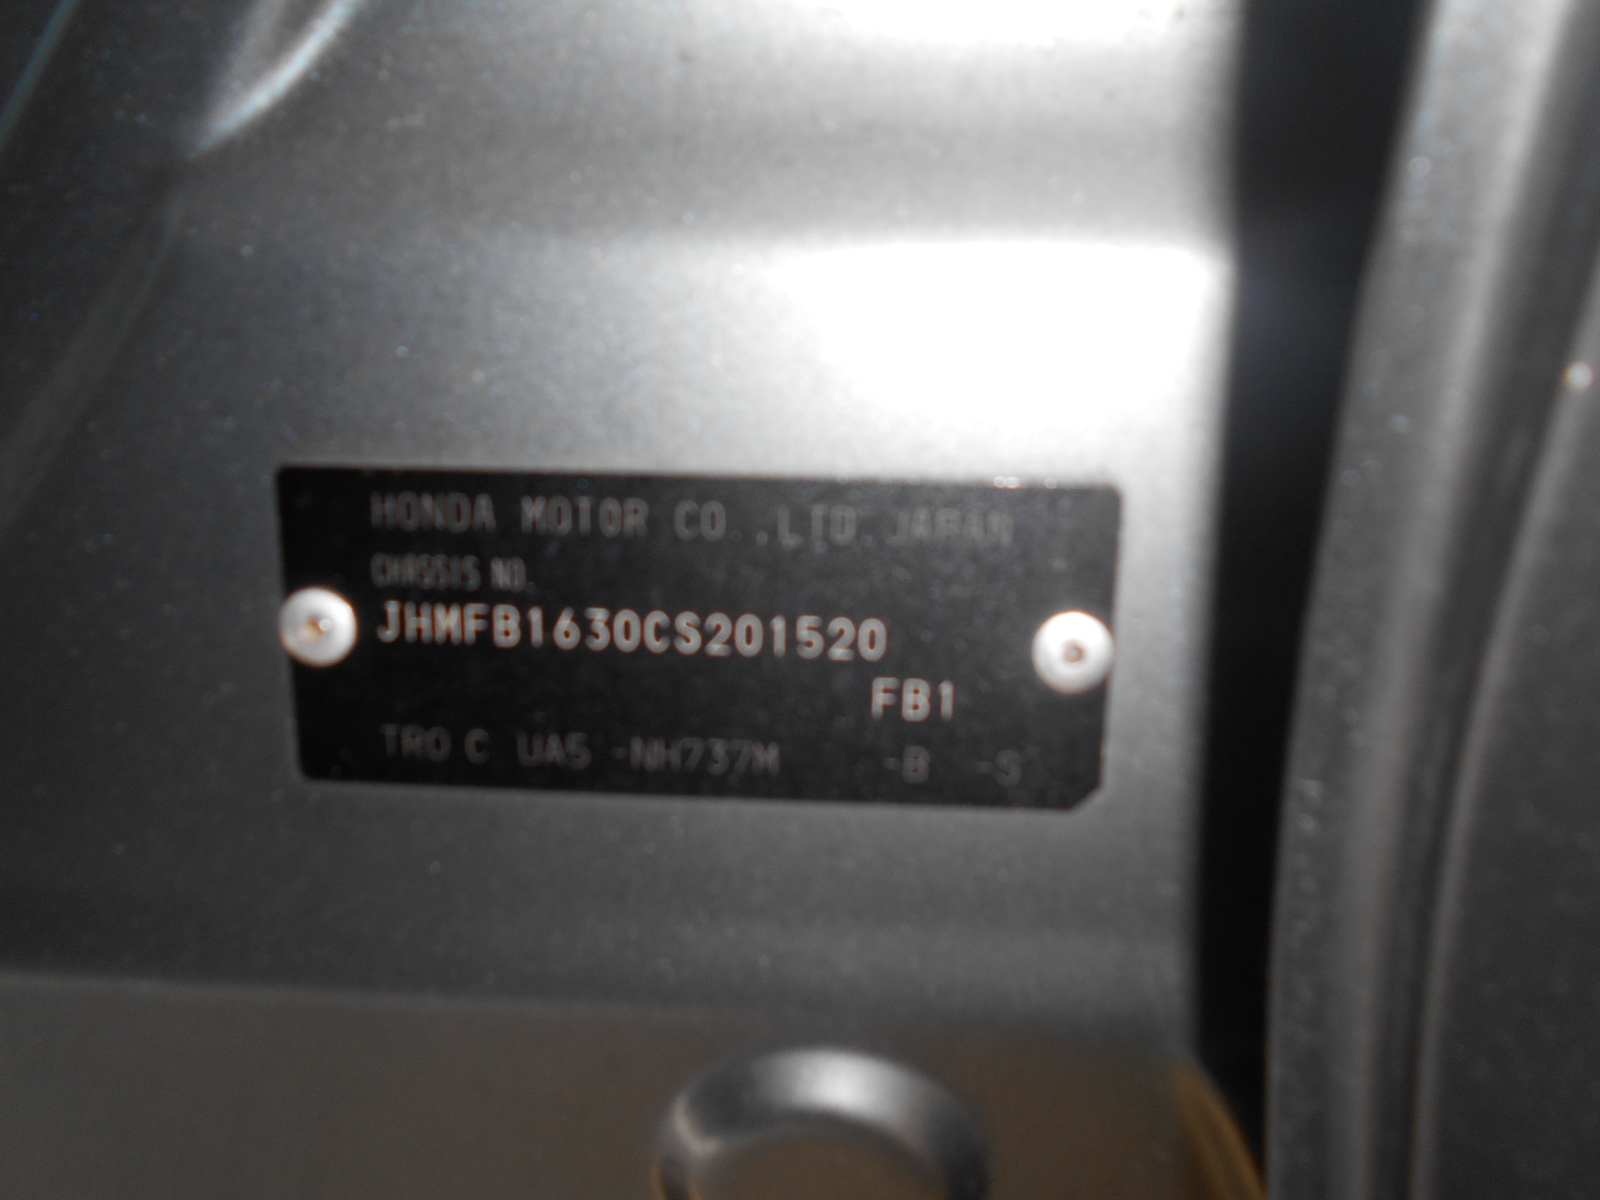 HONDA MOTOR CO.,LTD.JAPAN
CHASSIS NO.
JHMFB1630CS201520
FB1
TRO C UA5 -NH737M -B -S